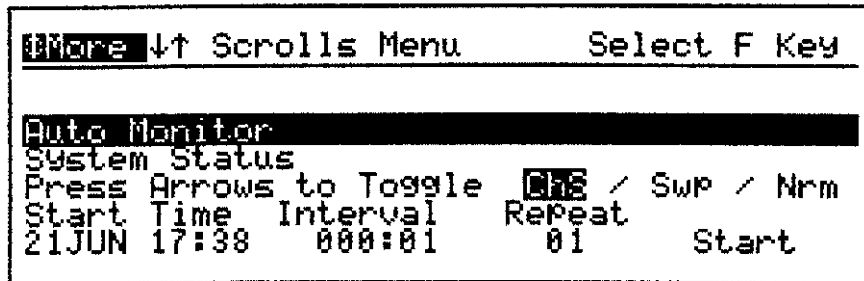 ↕More ↓↑ Scrolls Menu Select F Key
Auto Monitor
System Status
Press Arrows to Toggle ChS / Swp / Nrm
Start Time Interval Repeat
21JUN 17:38 000:01 01 Start